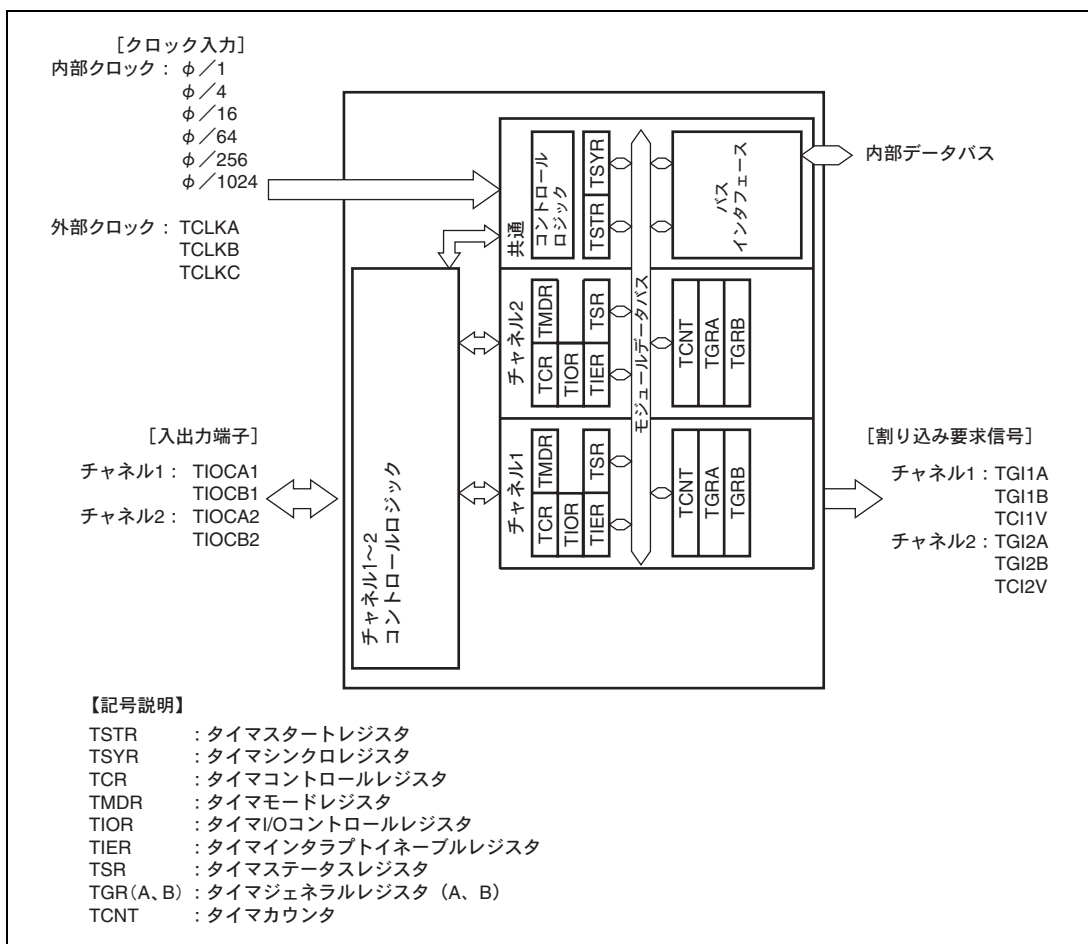 ［クロック入力］
内部クロック： φ／1
φ／4
φ／16
φ／64
φ／256
φ／1024
外部クロック： TCLKA
TCLKB
TCLKC
［入出力端子］
チャネル1： TIOCA1
TIOCB1
チャネル2： TIOCA2
TIOCB2
チャネル1～2
コントロールロジック
共通
コントロール
ロジック
TSTR TSYR
バス
インタフェース
内部データバス
モジュールデータバス
チャネル2
TCR TMDR
TIOR
TIER TSR
TCNT
TGRA
TGRB
チャネル1
TCR TMDR
TIOR
TIER TSR
TCNT
TGRA
TGRB
［割り込み要求信号］
チャネル1：TGI1A
TGI1B
TCI1V
チャネル2：TGI2A
TGI2B
TCI2V
【記号説明】
TSTR ：タイマスタートレジスタ
TSYR ：タイマシンクロレジスタ
TCR ：タイマコントロールレジスタ
TMDR ：タイマモードレジスタ
TIOR ：タイマI/Oコントロールレジスタ
TIER ：タイマインタラプトイネーブルレジスタ
TSR ：タイマステータスレジスタ
TGR（A、B）：タイマジェネラルレジスタ（A、B）
TCNT ：タイマカウンタ